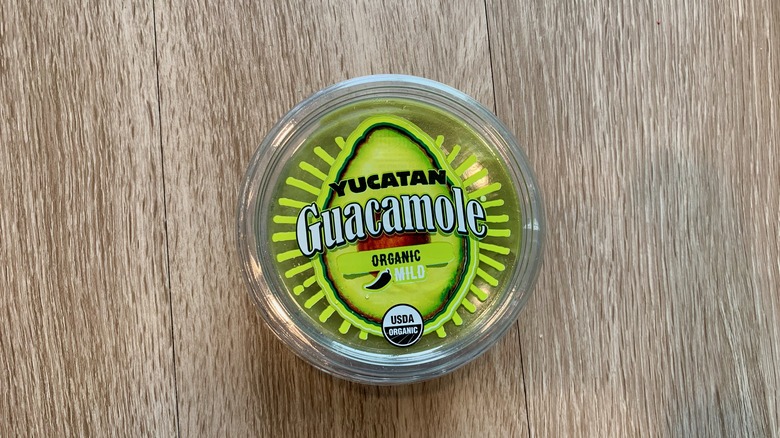 YUCATAN
Guacamole®
ORGANIC
MILD
USDA
ORGANIC